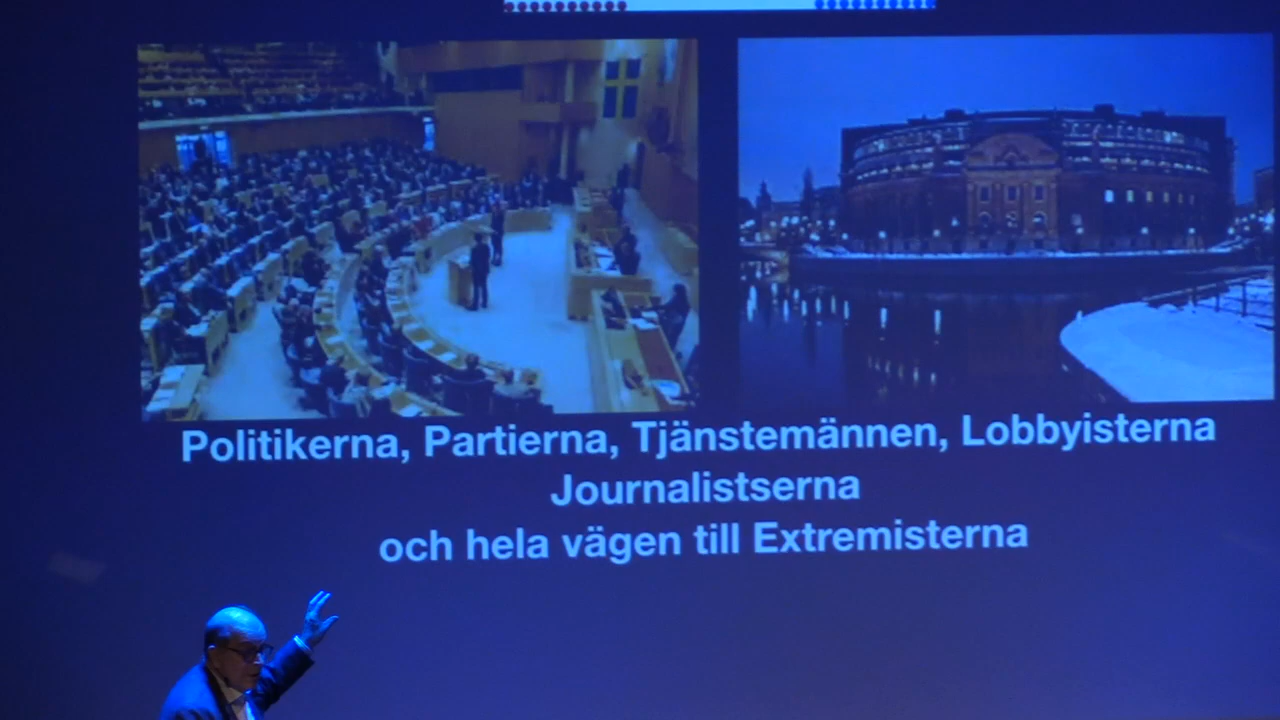 Politikerna, Partierna, Tjänstemännen, Lobbyisterna
Journalistserna
och hela vägen till Extremisterna